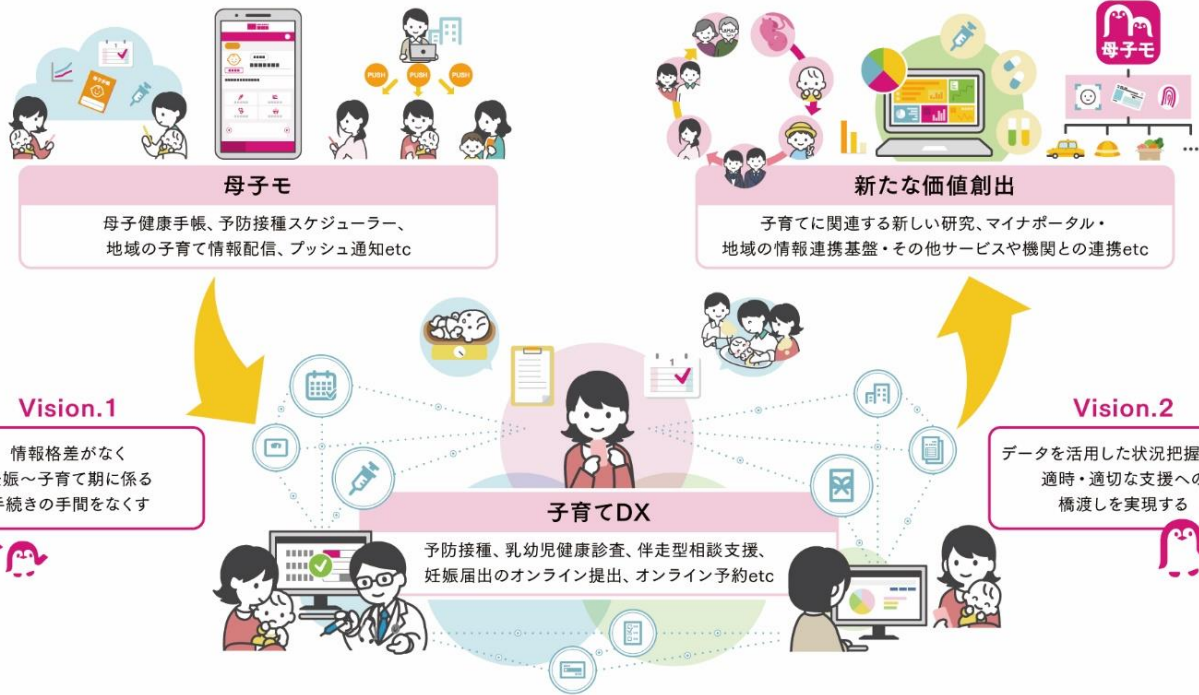 母子手帳
PUSH
PUSH
PUSH
母子モ
母子モ
母子健康手帳、予防接種スケジューラー、
地域の子育て情報配信、プッシュ通知etc
新たな価値創出
子育てに関連する新しい研究、マイナポータル・
地域の情報連携基盤・その他サービスや機関との連携etc
Vision.1
情報格差がなく
娠～子育て期に係る
手続きの手間をなくす
Vision.2
データを活用した状況把握
適時・適切な支援への
橋渡しを実現する
1
子育てDX
予防接種、乳幼児健康診査、伴走型相談支援、
妊娠届出のオンライン提出、オンライン予約etc